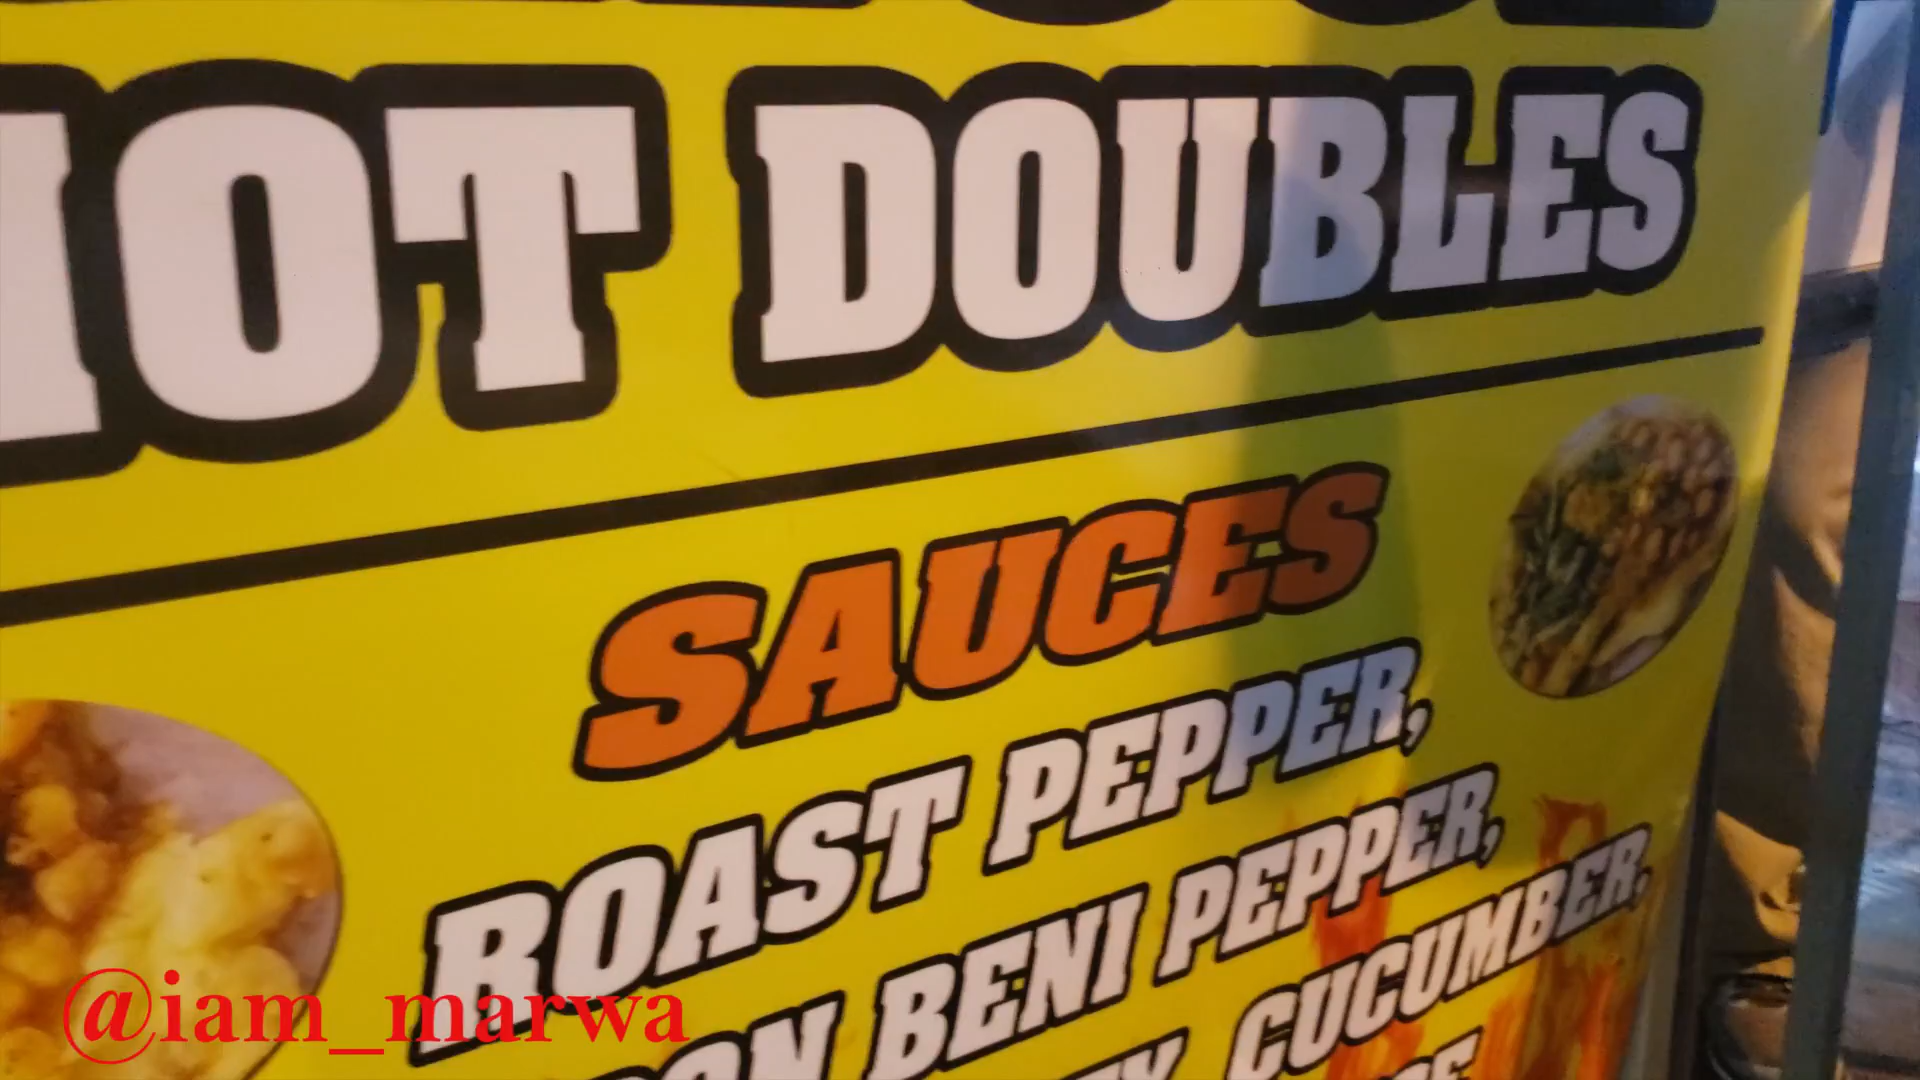 HOT DOUBLES
SAUCES
ROAST PEPPER,
BENI PEPPER,
CUCUMBER,
@iam_marwa